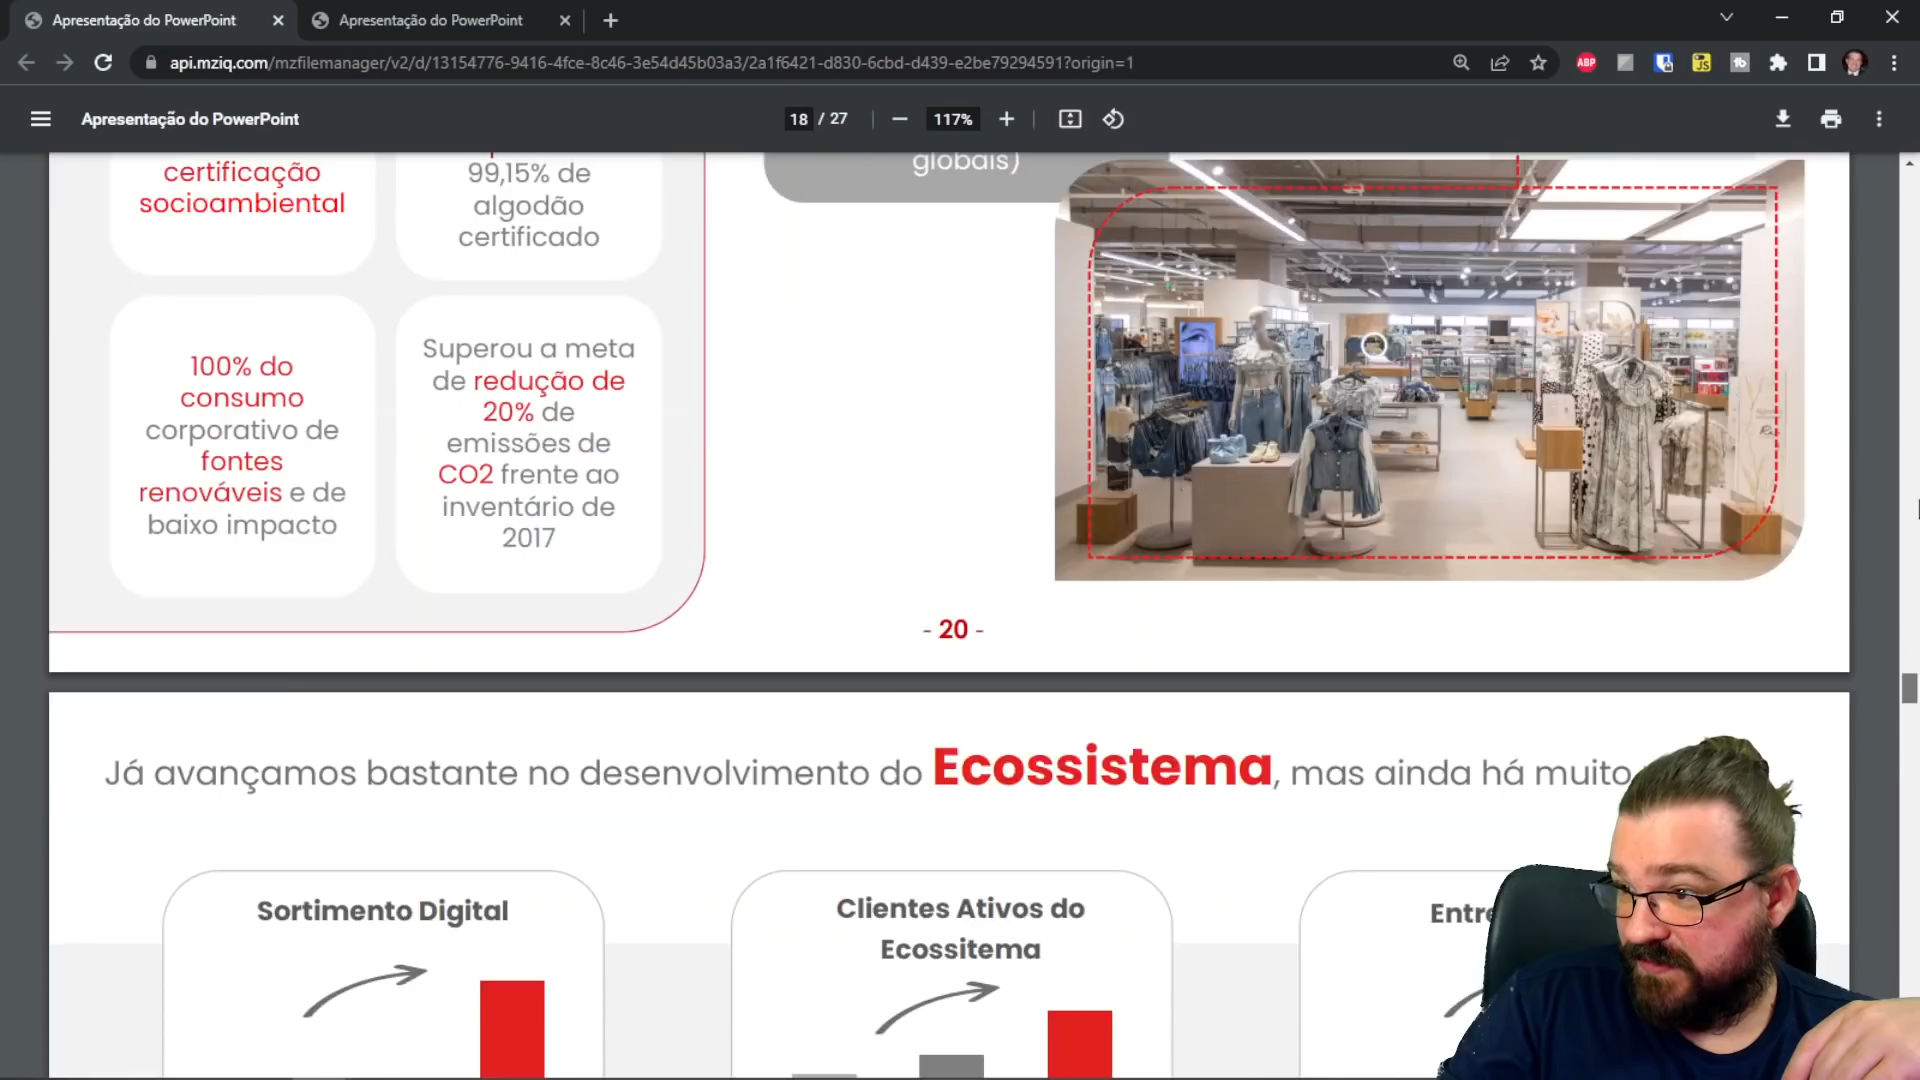 Apresentação do PowerPoint
Apresentação do PowerPoint
api.mziq.com/mzfilemanager/v2/d/13154776-9416-4fce-8c46-3e54d45b03a3/2a1f6421-d830-6cbd-d439-e2be79294591?origin=1
ABP
JS
tb
Apresentação do PowerPoint
18 / 27
117%
certificação
socioambiental
99,15% de
algodão
certificado
globais)
100% do
consumo
corporativo de
fontes
renováveis e de
baixo impacto
Superou a meta
de redução de
20% de
emissões de
CO2 frente ao
inventário de
2017
- 20 -
Já avançamos bastante no desenvolvimento do Ecossistema, mas ainda há muito
Sortimento Digital
Clientes Ativos do
Ecossitema
Entre